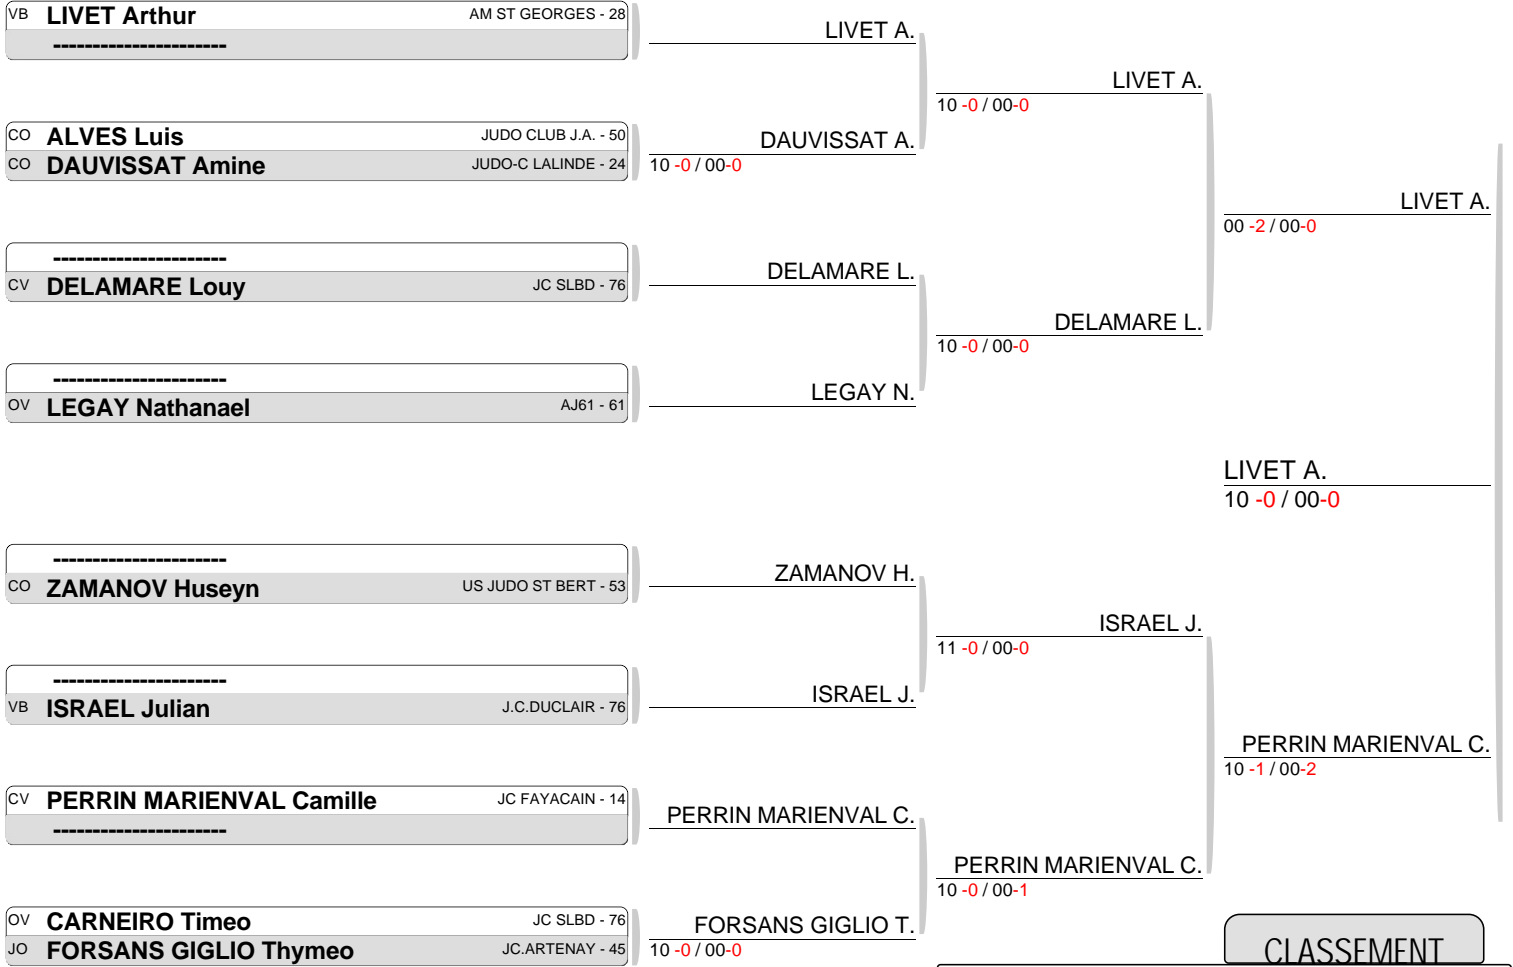 VB LIVET Arthur AM ST GEORGES - 28
----------------------
LIVET A.
LIVET A.
10 -0 / 00-0
CO ALVES Luis JUDO CLUB J.A. - 50
CO DAUVISSAT Amine JUDO-C LALINDE - 24
DAUVISSAT A.
10 -0 / 00-0
LIVET A.
00 -2 / 00-0
----------------------
CV DELAMARE Louy JC SLBD - 76
DELAMARE L.
DELAMARE L.
10 -0 / 00-0
----------------------
OV LEGAY Nathanael AJ61 - 61
LEGAY N.
LIVET A.
10 -0 / 00-0
----------------------
CO ZAMANOV Huseyn US JUDO ST BERT - 53
ZAMANOV H.
ISRAEL J.
11 -0 / 00-0
----------------------
VB ISRAEL Julian J.C.DUCLAIR - 76
ISRAEL J.
PERRIN MARIENVAL C.
10 -1 / 00-2
CV PERRIN MARIENVAL Camille JC FAYACAIN - 14
----------------------
PERRIN MARIENVAL C.
PERRIN MARIENVAL C.
10 -0 / 00-1
OV CARNEIRO Timeo JC SLBD - 76
JO FORSANS GIGLIO Thymeo JC.ARTENAY - 45
FORSANS GIGLIO T.
10 -0 / 00-0
CLASSEMENT